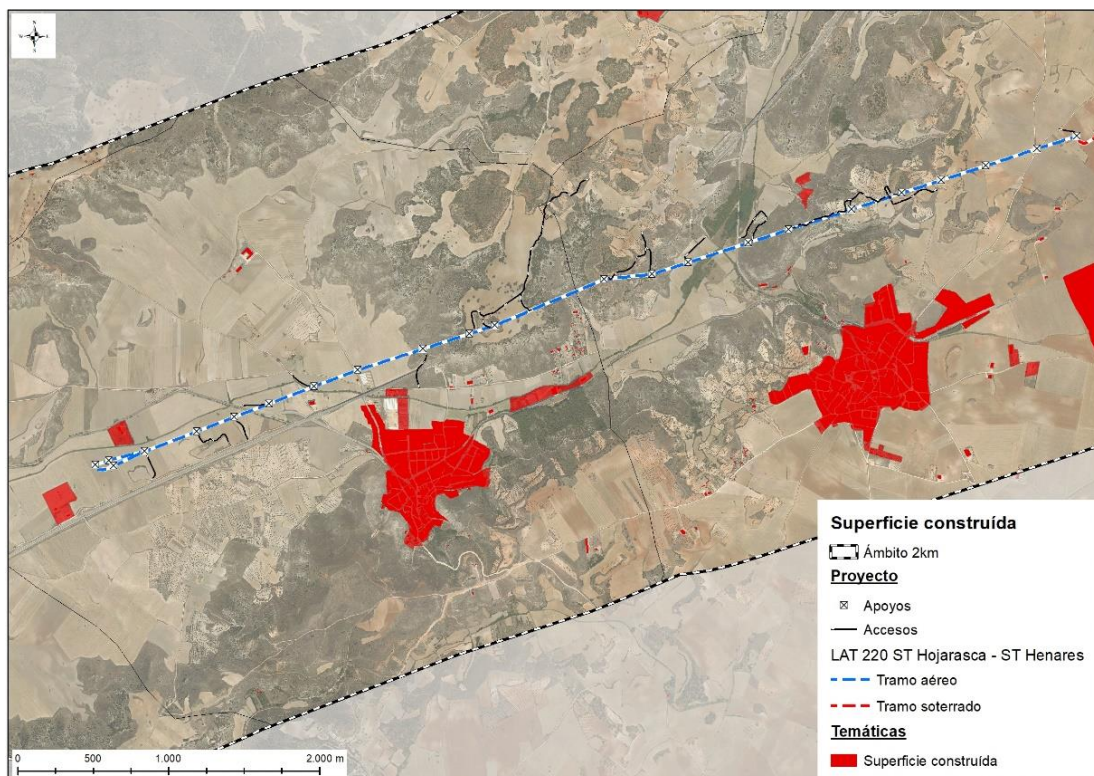 N
Superficie construída
Ámbito 2km
Proyecto
Apoyos
Accesos
LAT 220 ST Hojarasca - ST Henares
Tramo aéreo
Tramo soterrado
Temáticas
Superficie construída
0 500 1.000 2.000 m